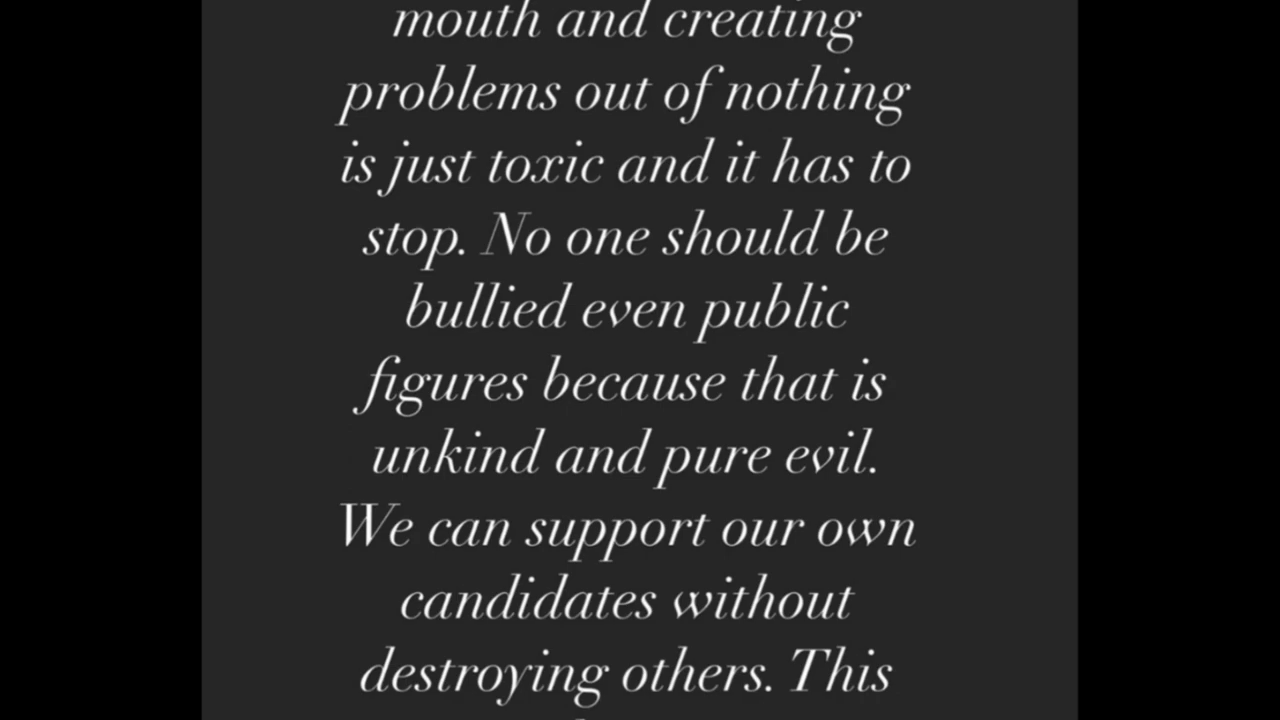 mouth and creating
problems out of nothing
is just toxic and it has to
stop. No one should be
bullied even public
figures because that is
unkind and pure evil.
We can support our own
candidates without
destroying others. This